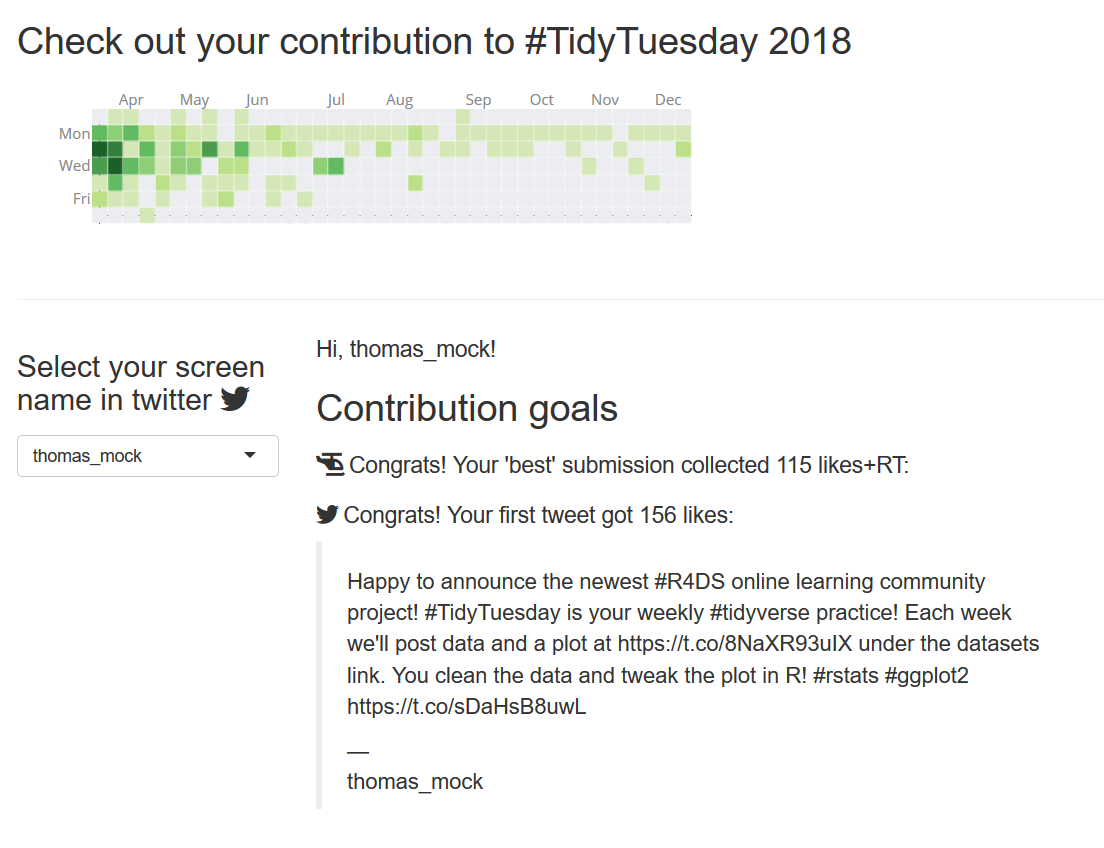 Check out your contribution to #TidyTuesday 2018
Apr May Jun Jul Aug Sep Oct Nov Dec
Mon
Wed
Fri
Select your screen
name in twitter
thomas_mock
Hi, thomas_mock!
Contribution goals
Congrats! Your 'best' submission collected 115 likes+RT:
Congrats! Your first tweet got 156 likes:
Happy to announce the newest #R4DS online learning community
project! #TidyTuesday is your weekly #tidyverse practice! Each week
we'll post data and a plot at https://t.co/8NaXR93uIX under the datasets
link. You clean the data and tweak the plot in R! #rstats #ggplot2
https://t.co/sDaHsB8uwL
—
thomas_mock